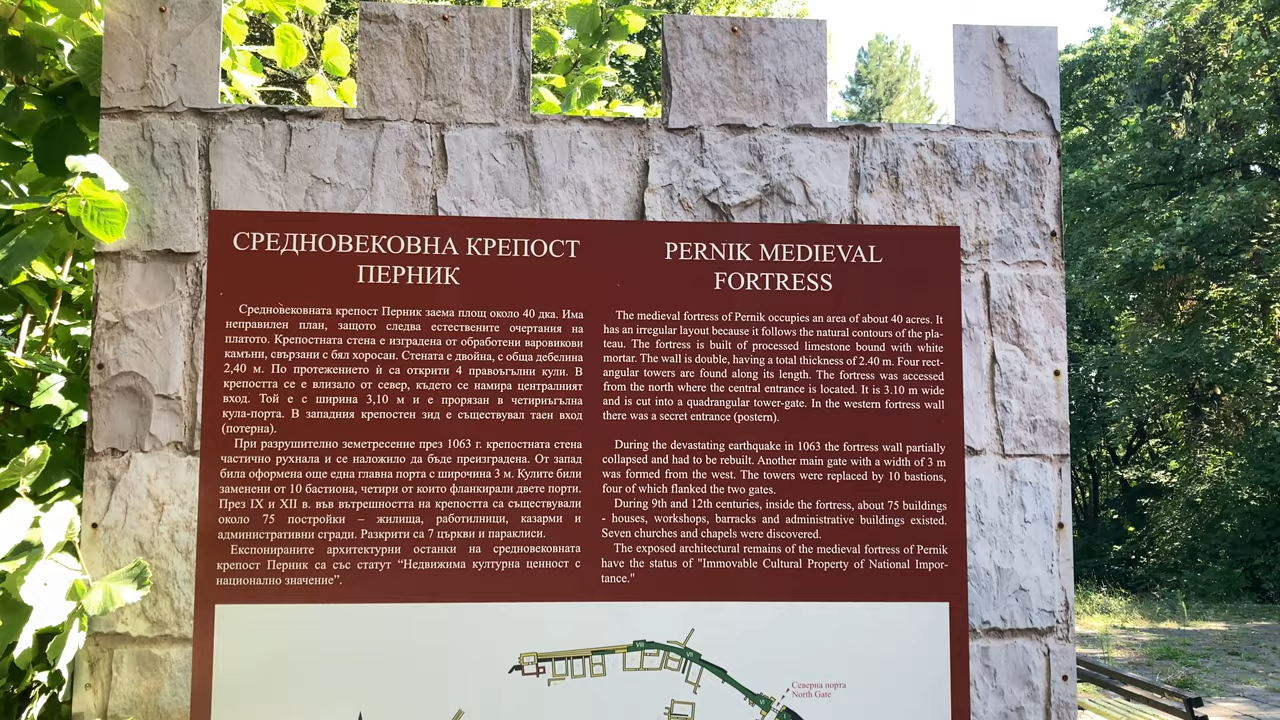 СРЕДНОВЕКОВНА КРЕПОСТ
ПЕРНИК
Средновековната крепост Перник заема площ около 40 дка. Има
неправилен план, защото следва естествените очертания на
платото. Крепостната стена е изградена от обработени варовикови
камъни, свързани с бял хоросан. Стената е двойна, с обща дебелина
2,40 м. По протежението ѝ са открити 4 правоъгълни кули. В
крепостта се е влизало от север, където се намира централният
вход. Той е с ширина 3,10 м и е прорязан в четириъгълна
кула-порта. В западния крепостен зид е съществувал таен вход
(потерна).
При разрушително земетресение през 1063 г. крепостната стена
частично рухнала и се наложило да бъде преизградена. От запад
била оформена още една главна порта с широчина 3 м. Кулите били
заменени от 10 бастиона, четири от които фланкирали двете порти.
През IX и XII в. във вътрешността на крепостта са съществували
около 75 постройки – жилища, работилници, казарми и
административни сгради. Разкрити са 7 църкви и параклиси.
Експонираните архитектурни останки на средновековната
крепост Перник са със статут “Недвижима културна ценност с
национално значение”.
PERNIK MEDIEVAL
FORTRESS
The medieval fortress of Pernik occupies an area of about 40 acres. It
has an irregular layout because it follows the natural contours of the pla-
teau. The fortress is built of processed limestone bound with white
mortar. The wall is double, having a total thickness of 2.40 m. Four rect-
angular towers are found along its length. The fortress was accessed
from the north where the central entrance is located. It is 3.10 m wide
and is cut into a quadrangular tower-gate. In the western fortress wall
there was a secret entrance (postern).
During the devastating earthquake in 1063 the fortress wall partially
collapsed and had to be rebuilt. Another main gate with a width of 3 m
was formed from the west. The towers were replaced by 10 bastions,
four of which flanked the two gates.
During 9th and 12th centuries, inside the fortress, about 75 buildings
- houses, workshops, barracks and administrative buildings existed.
Seven churches and chapels were discovered.
The exposed architectural remains of the medieval fortress of Pernik
have the status of "Immovable Cultural Property of National Impor-
tance."
VIII
VII
VI
Северна порта
North Gate